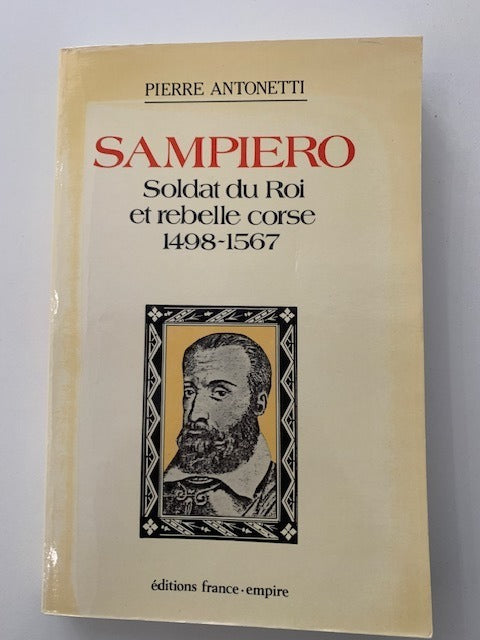 PIERRE ANTONETTI
SAMPIERO
Soldat du Roi
et rebelle corse
1498-1567
éditions france·empire